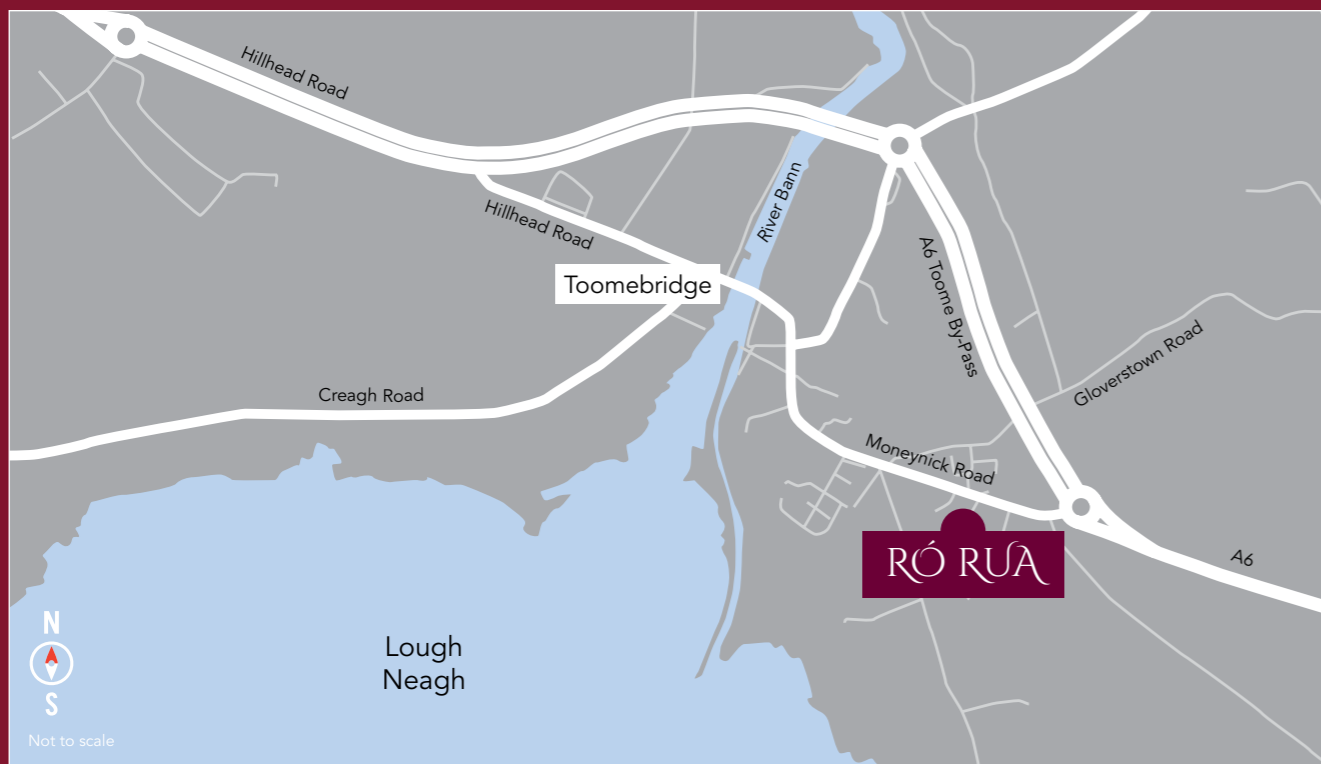 Hillhead Road
River Bann
Hillhead Road
A6 Toome By-Pass
Toomebridge
Gloverstown Road
Creagh Road
Moneynick Road
RÓ RUA
A6
N
S
Lough
Neagh
Not to scale